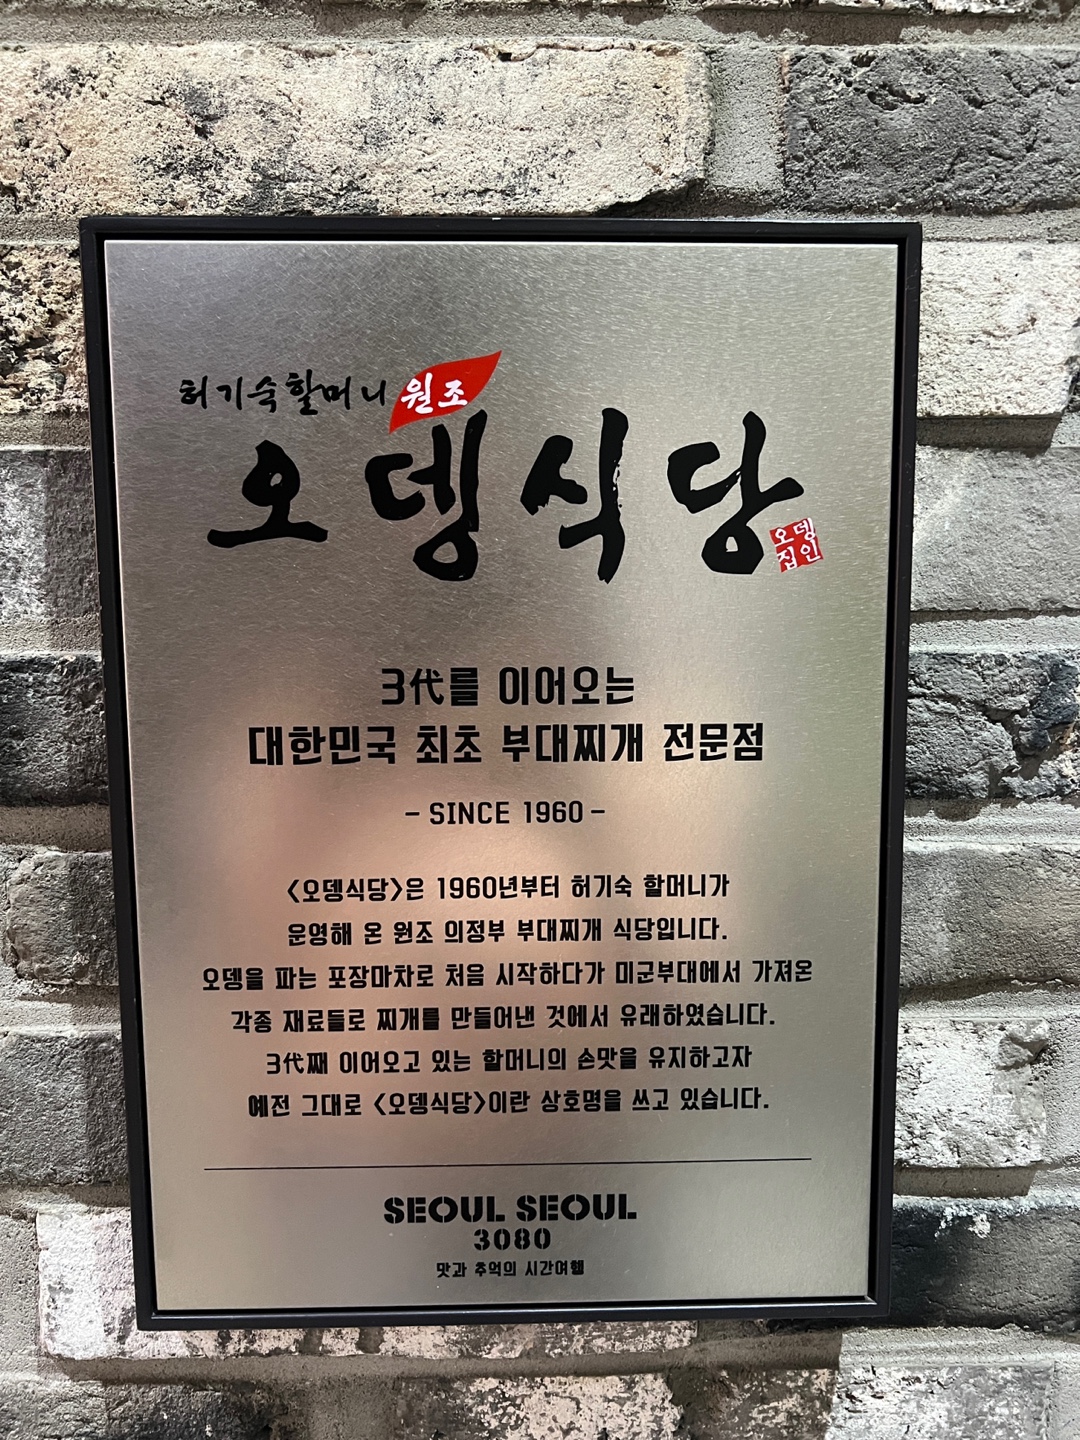 허기숙할머니 원조
오뎅식당
오뎅
집인
3代를 이어오는
대한민국 최초 부대찌개 전문점
– SINCE 1960 –
<오뎅식당>은 1960년부터 허기숙 할머니가
운영해 온 원조 의정부 부대찌개 식당입니다.
오뎅을 파는 포장마차로 처음 시작하다가 미군부대에서 가져온
각종 재료들로 찌개를 만들어낸 것에서 유래하였습니다.
3代째 이어오고 있는 할머니의 손맛을 유지하고자
예전 그대로 <오뎅식당>이란 상호명을 쓰고 있습니다.
SEOUL SEOUL
3080
맛과 추억의 시간여행